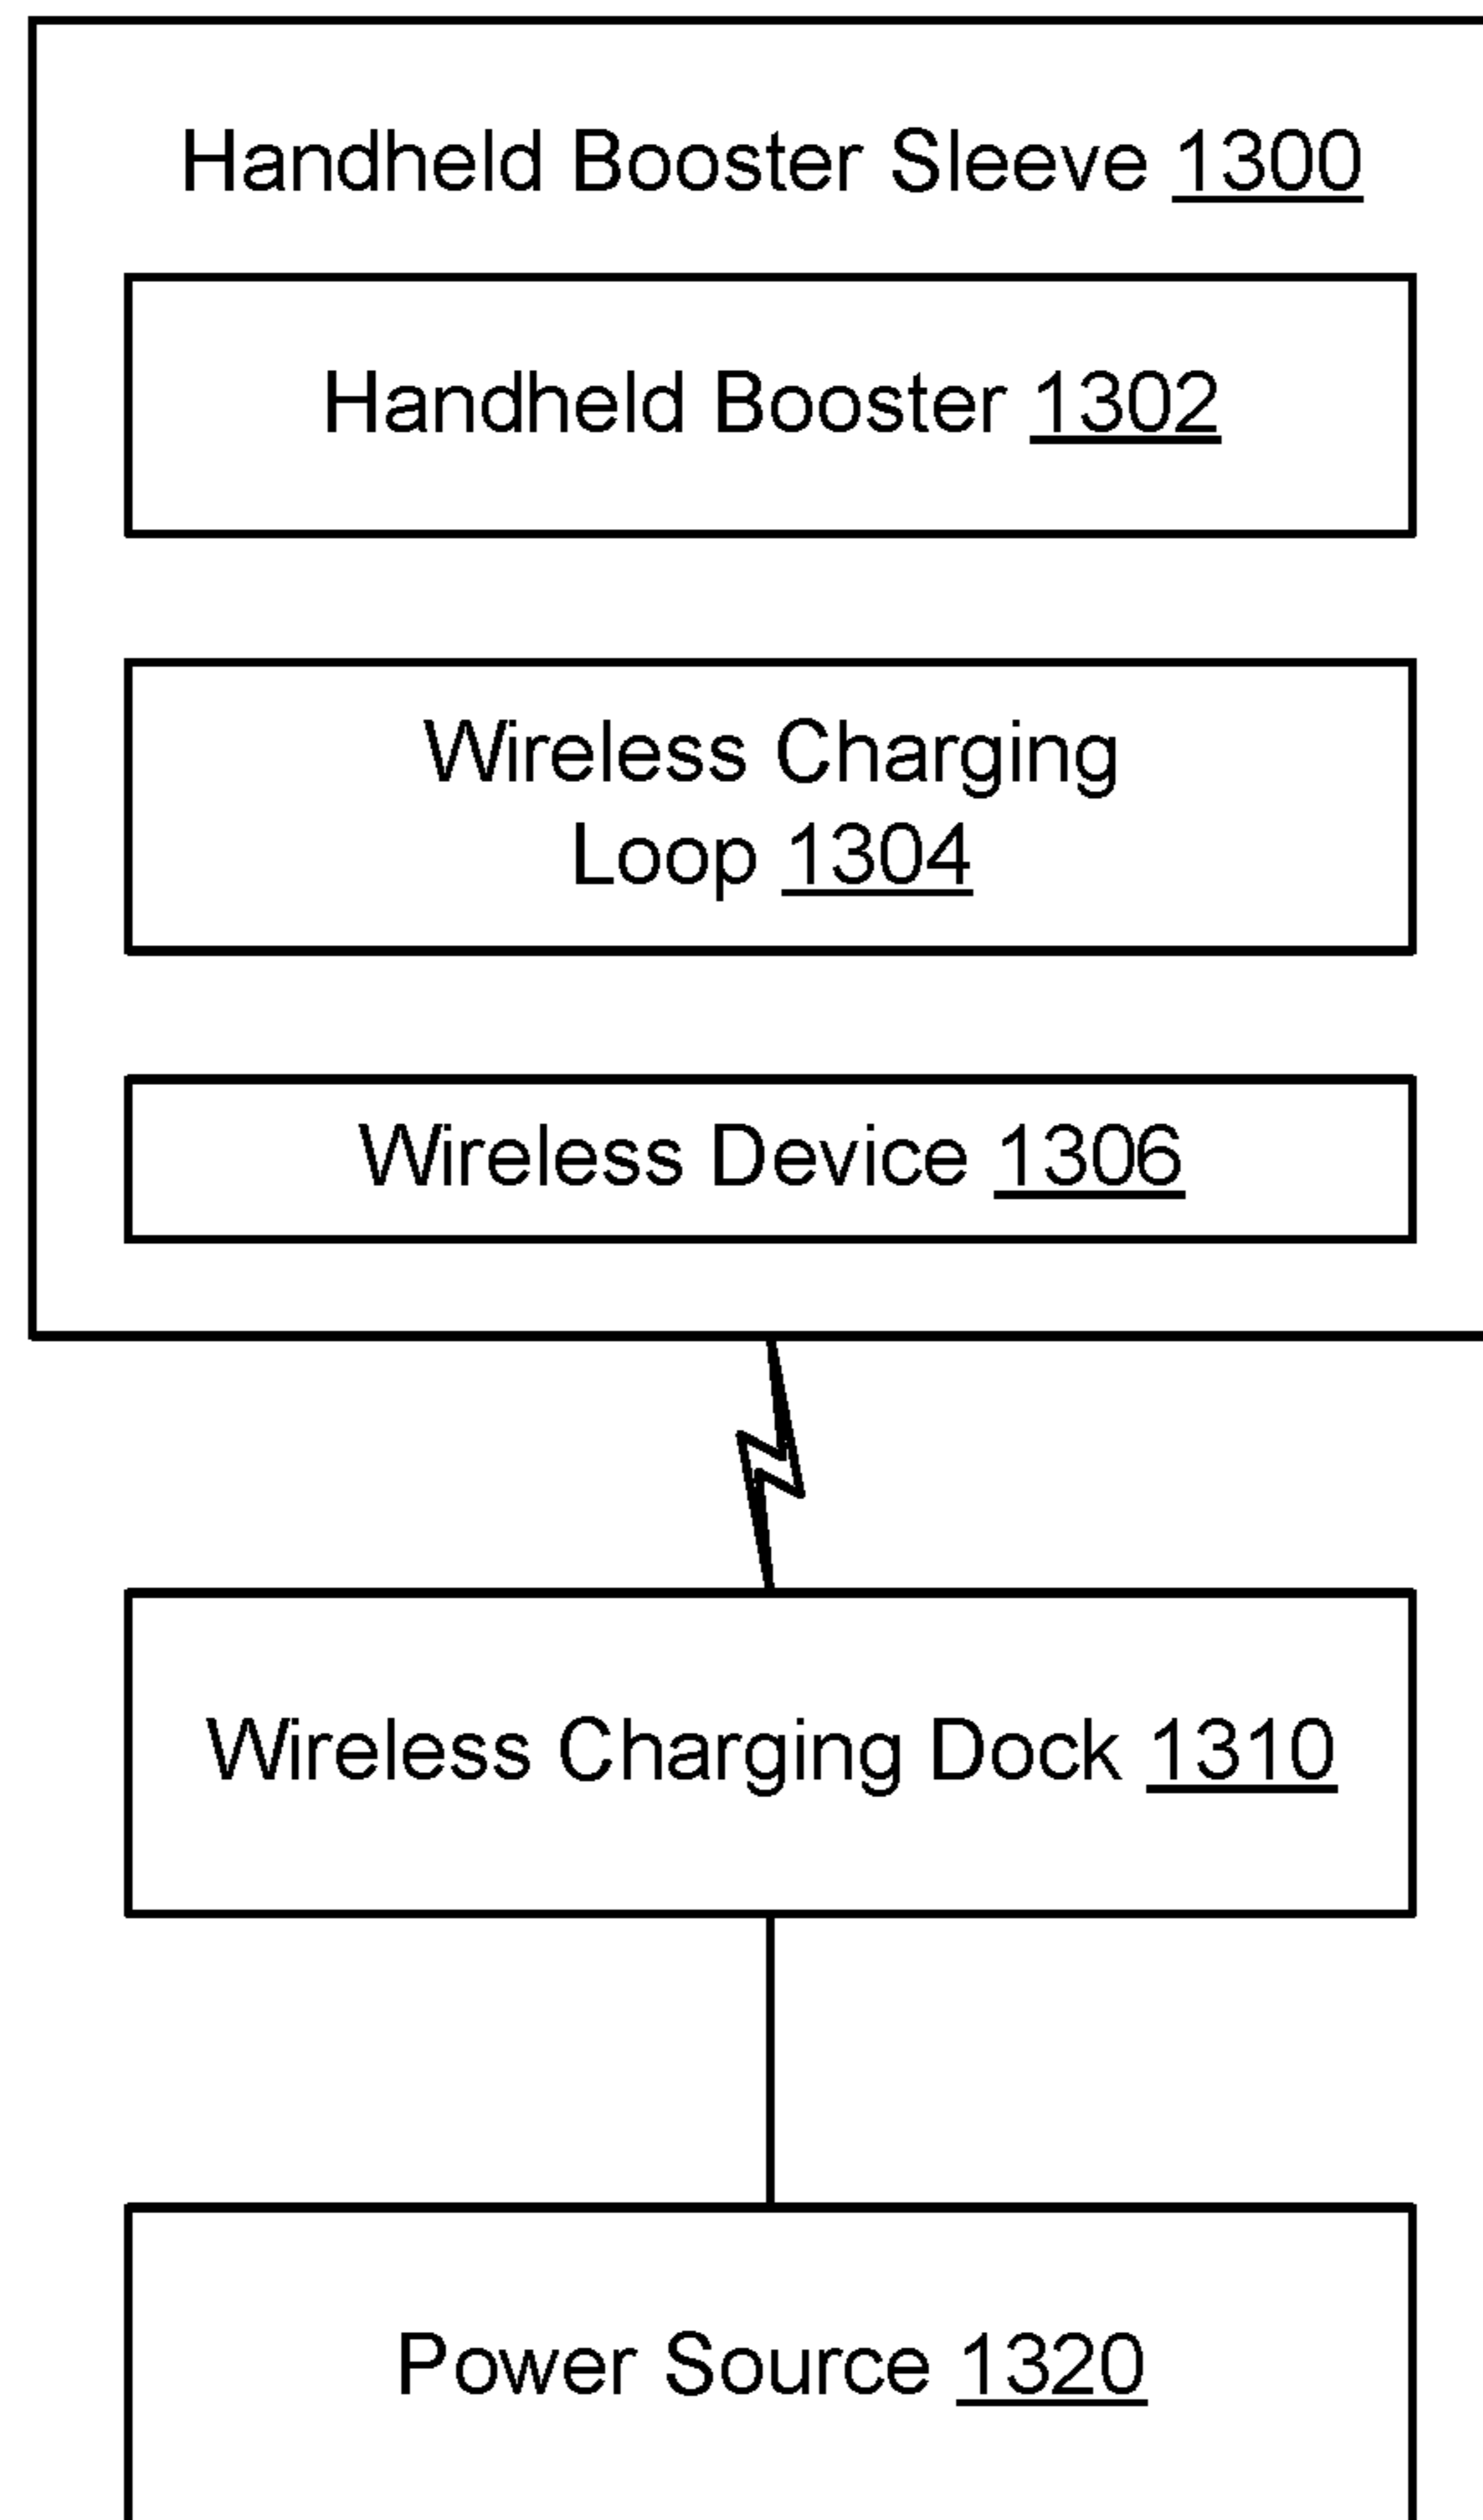 Handheld Booster Sleeve 1300
Handheld Booster 1302
Wireless Charging
Loop 1304
Wireless Device 1306
Wireless Charging Dock 1310
Power Source 1320